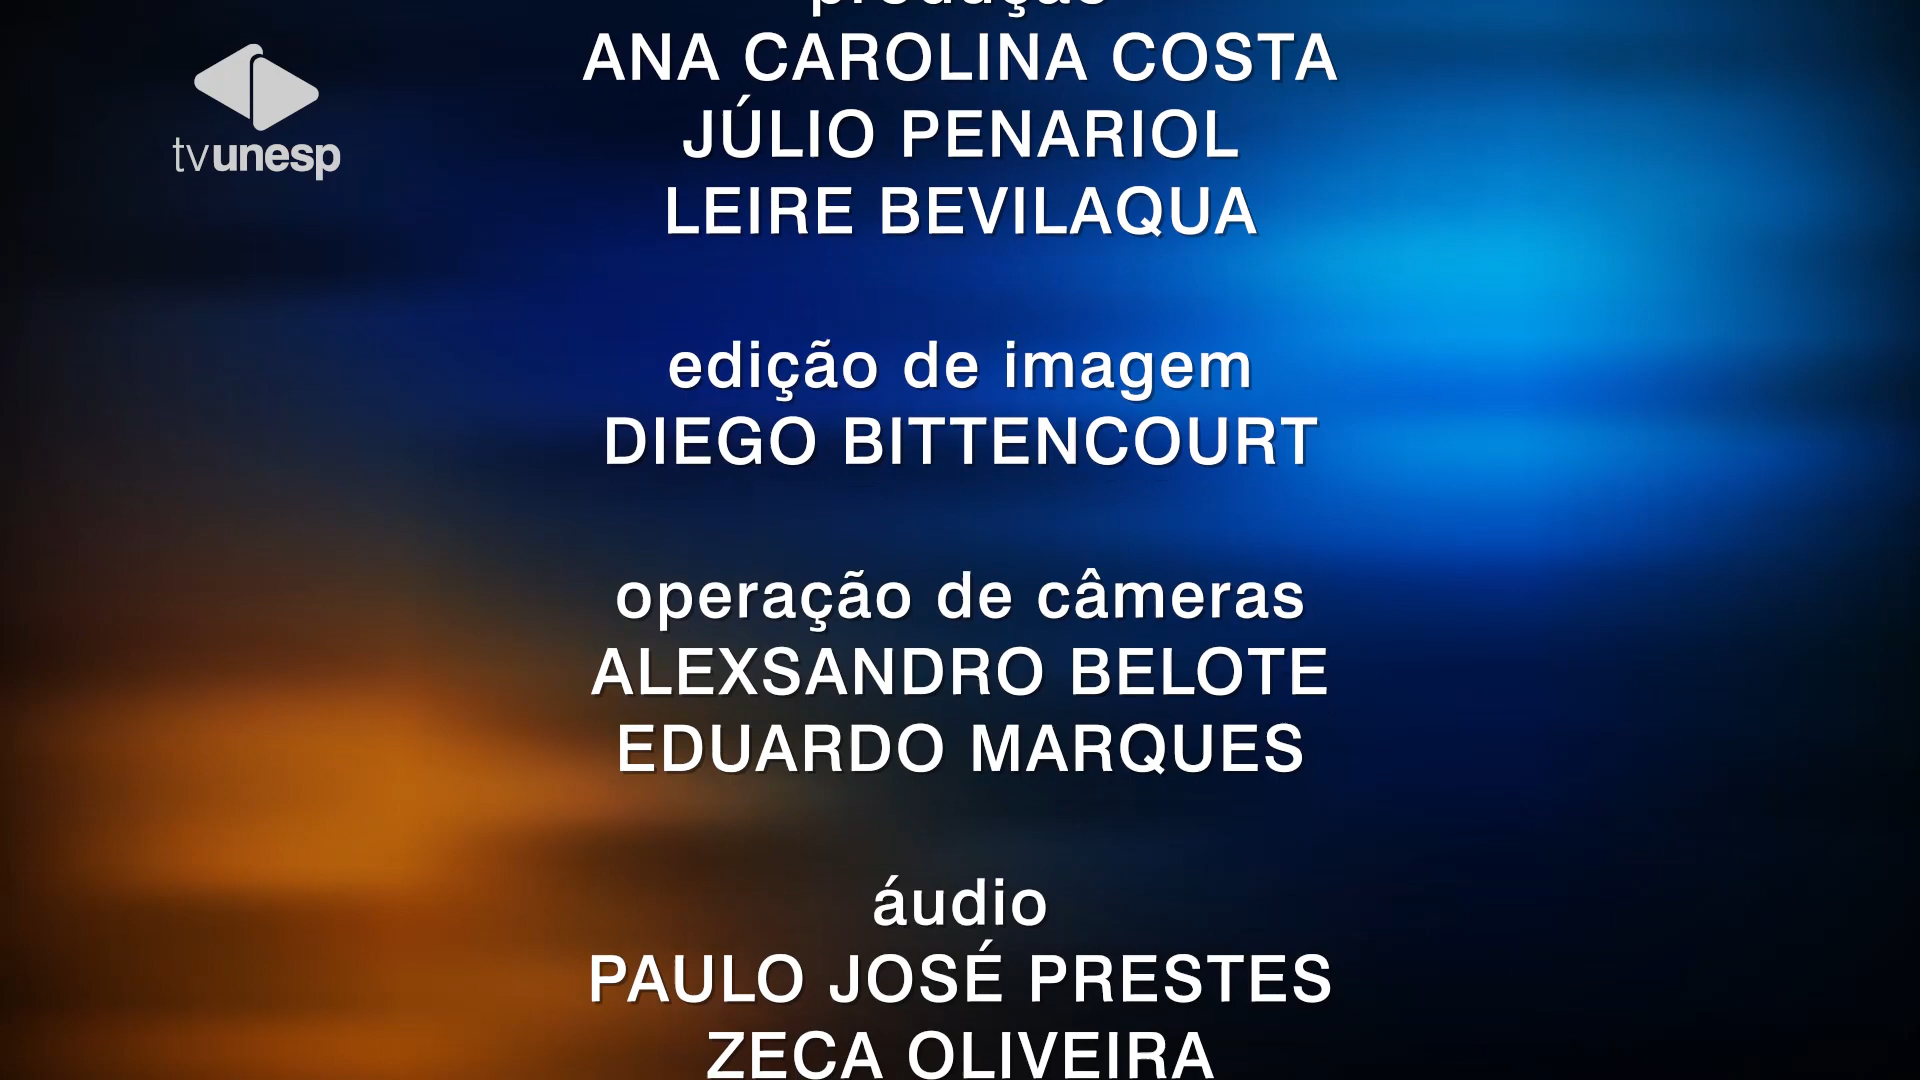 produção
ANA CAROLINA COSTA
JÚLIO PENARIOL
LEIRE BEVILAQUA
tvunesp
edição de imagem
DIEGO BITTENCOURT
operação de câmeras
ALEXSANDRO BELOTE
EDUARDO MARQUES
áudio
PAULO JOSÉ PRESTES
ZECA OLIVEIRA